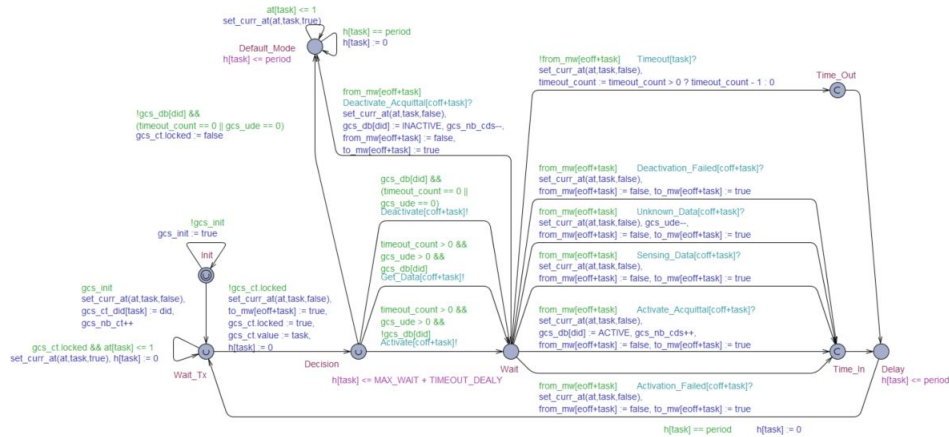 at[task] <= 1
set_curr_at(at,task,true)
h[task] == period
h[task] := 0
Default_Mode
h[task] <= period
!from_mw[eoff+task] Timeout[task]?
set_curr_at(at,task,false),
timeout_count := timeout_count > 0 ? timeout_count - 1 : 0
Time_Out
from_mw[eoff+task]
Deactivate_Acquittal[coff+task]?
set_curr_at(at,task,false),
gcs_db[did] := INACTIVE, gcs_nb_cds--,
from_mw[eoff+task] := false,
to_mw[eoff+task] := true
!gcs_db[did] &&
(timeout_count == 0 || gcs_ude == 0)
gcs_ct.locked := false
gcs_db[did] &&
(timeout_count == 0 ||
gcs_ude == 0)
Deactivate[coff+task]!
from_mw[eoff+task] Deactivation_Failed[coff+task]?
set_curr_at(at,task,false),
from_mw[eoff+task] := false, to_mw[eoff+task] := true
from_mw[eoff+task] Unknown_Data[coff+task]?
set_curr_at(at,task,false), gcs_ude--,
from_mw[eoff+task] := false, to_mw[eoff+task] := true
!gcs_init
gcs_init := true
Init
timeout_count > 0 &&
gcs_ude > 0 &&
gcs_db[did]
Get_Data[coff+task]!
from_mw[eoff+task] Sensing_Data[coff+task]?
set_curr_at(at,task,false),
from_mw[eoff+task] := false, to_mw[eoff+task] := true
gcs_init
set_curr_at(at,task,false),
gcs_ct_did[task] := did,
gcs_nb_ct++
!gcs_ct.locked
set_curr_at(at,task,false),
to_mw[eoff+task] := true,
gcs_ct.locked := true,
gcs_ct.value := task,
h[task] := 0
timeout_count > 0 &&
gcs_ude > 0 &&
!gcs_db[did]
Activate[coff+task]!
from_mw[eoff+task] Activate_Acquittal[coff+task]?
set_curr_at(at,task,false),
gcs_db[did] := ACTIVE, gcs_nb_cds++,
from_mw[eoff+task] := false, to_mw[eoff+task] := true
gcs_ct.locked && at[task] <= 1
set_curr_at(at,task,true), h[task] := 0
Wait_Tx
Decision
Wait
Time_In
Delay
h[task] <= MAX_WAIT + TIMEOUT_DEALY
h[task] <= period
from_mw[eoff+task] Activation_Failed[coff+task]?
set_curr_at(at,task,false),
from_mw[eoff+task] := false, to_mw[eoff+task] := true
h[task] == period h[task] := 0